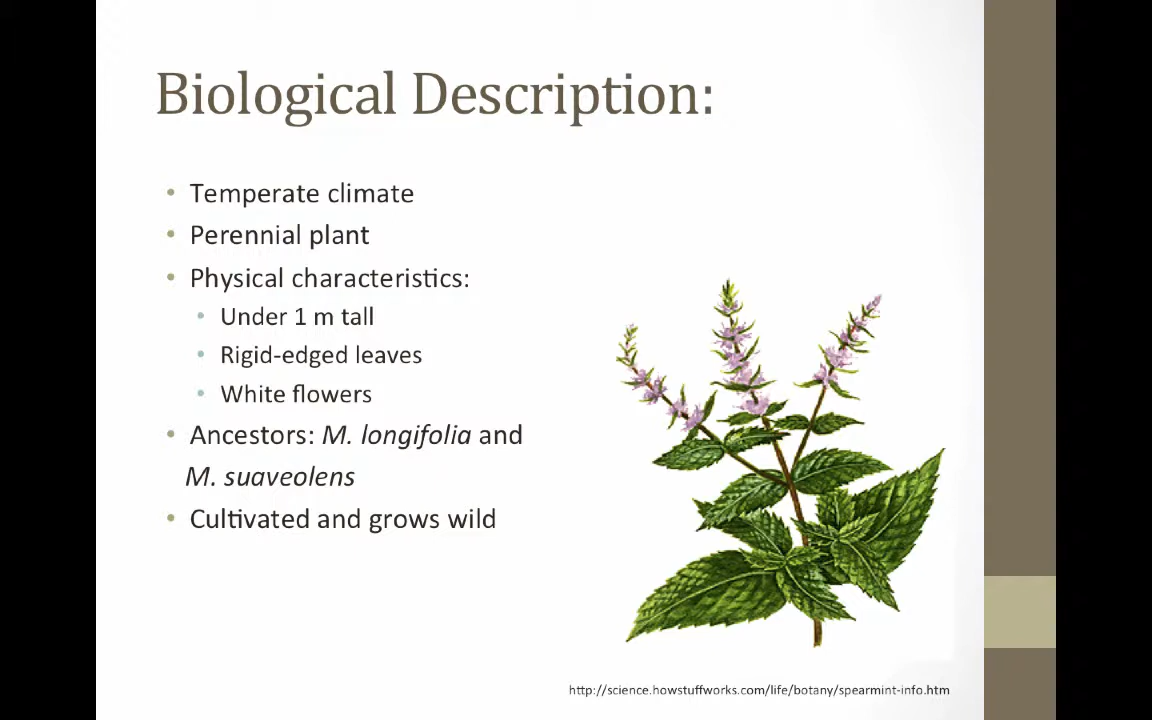 Biological Description:
• Temperate climate
• Perennial plant
• Physical characteristics:
• Under 1 m tall
• Rigid-edged leaves
• White flowers
• Ancestors: M. longifolia and
M. suaveolens
• Cultivated and grows wild
http://science.howstuffworks.com/life/botany/spearmint-info.htm